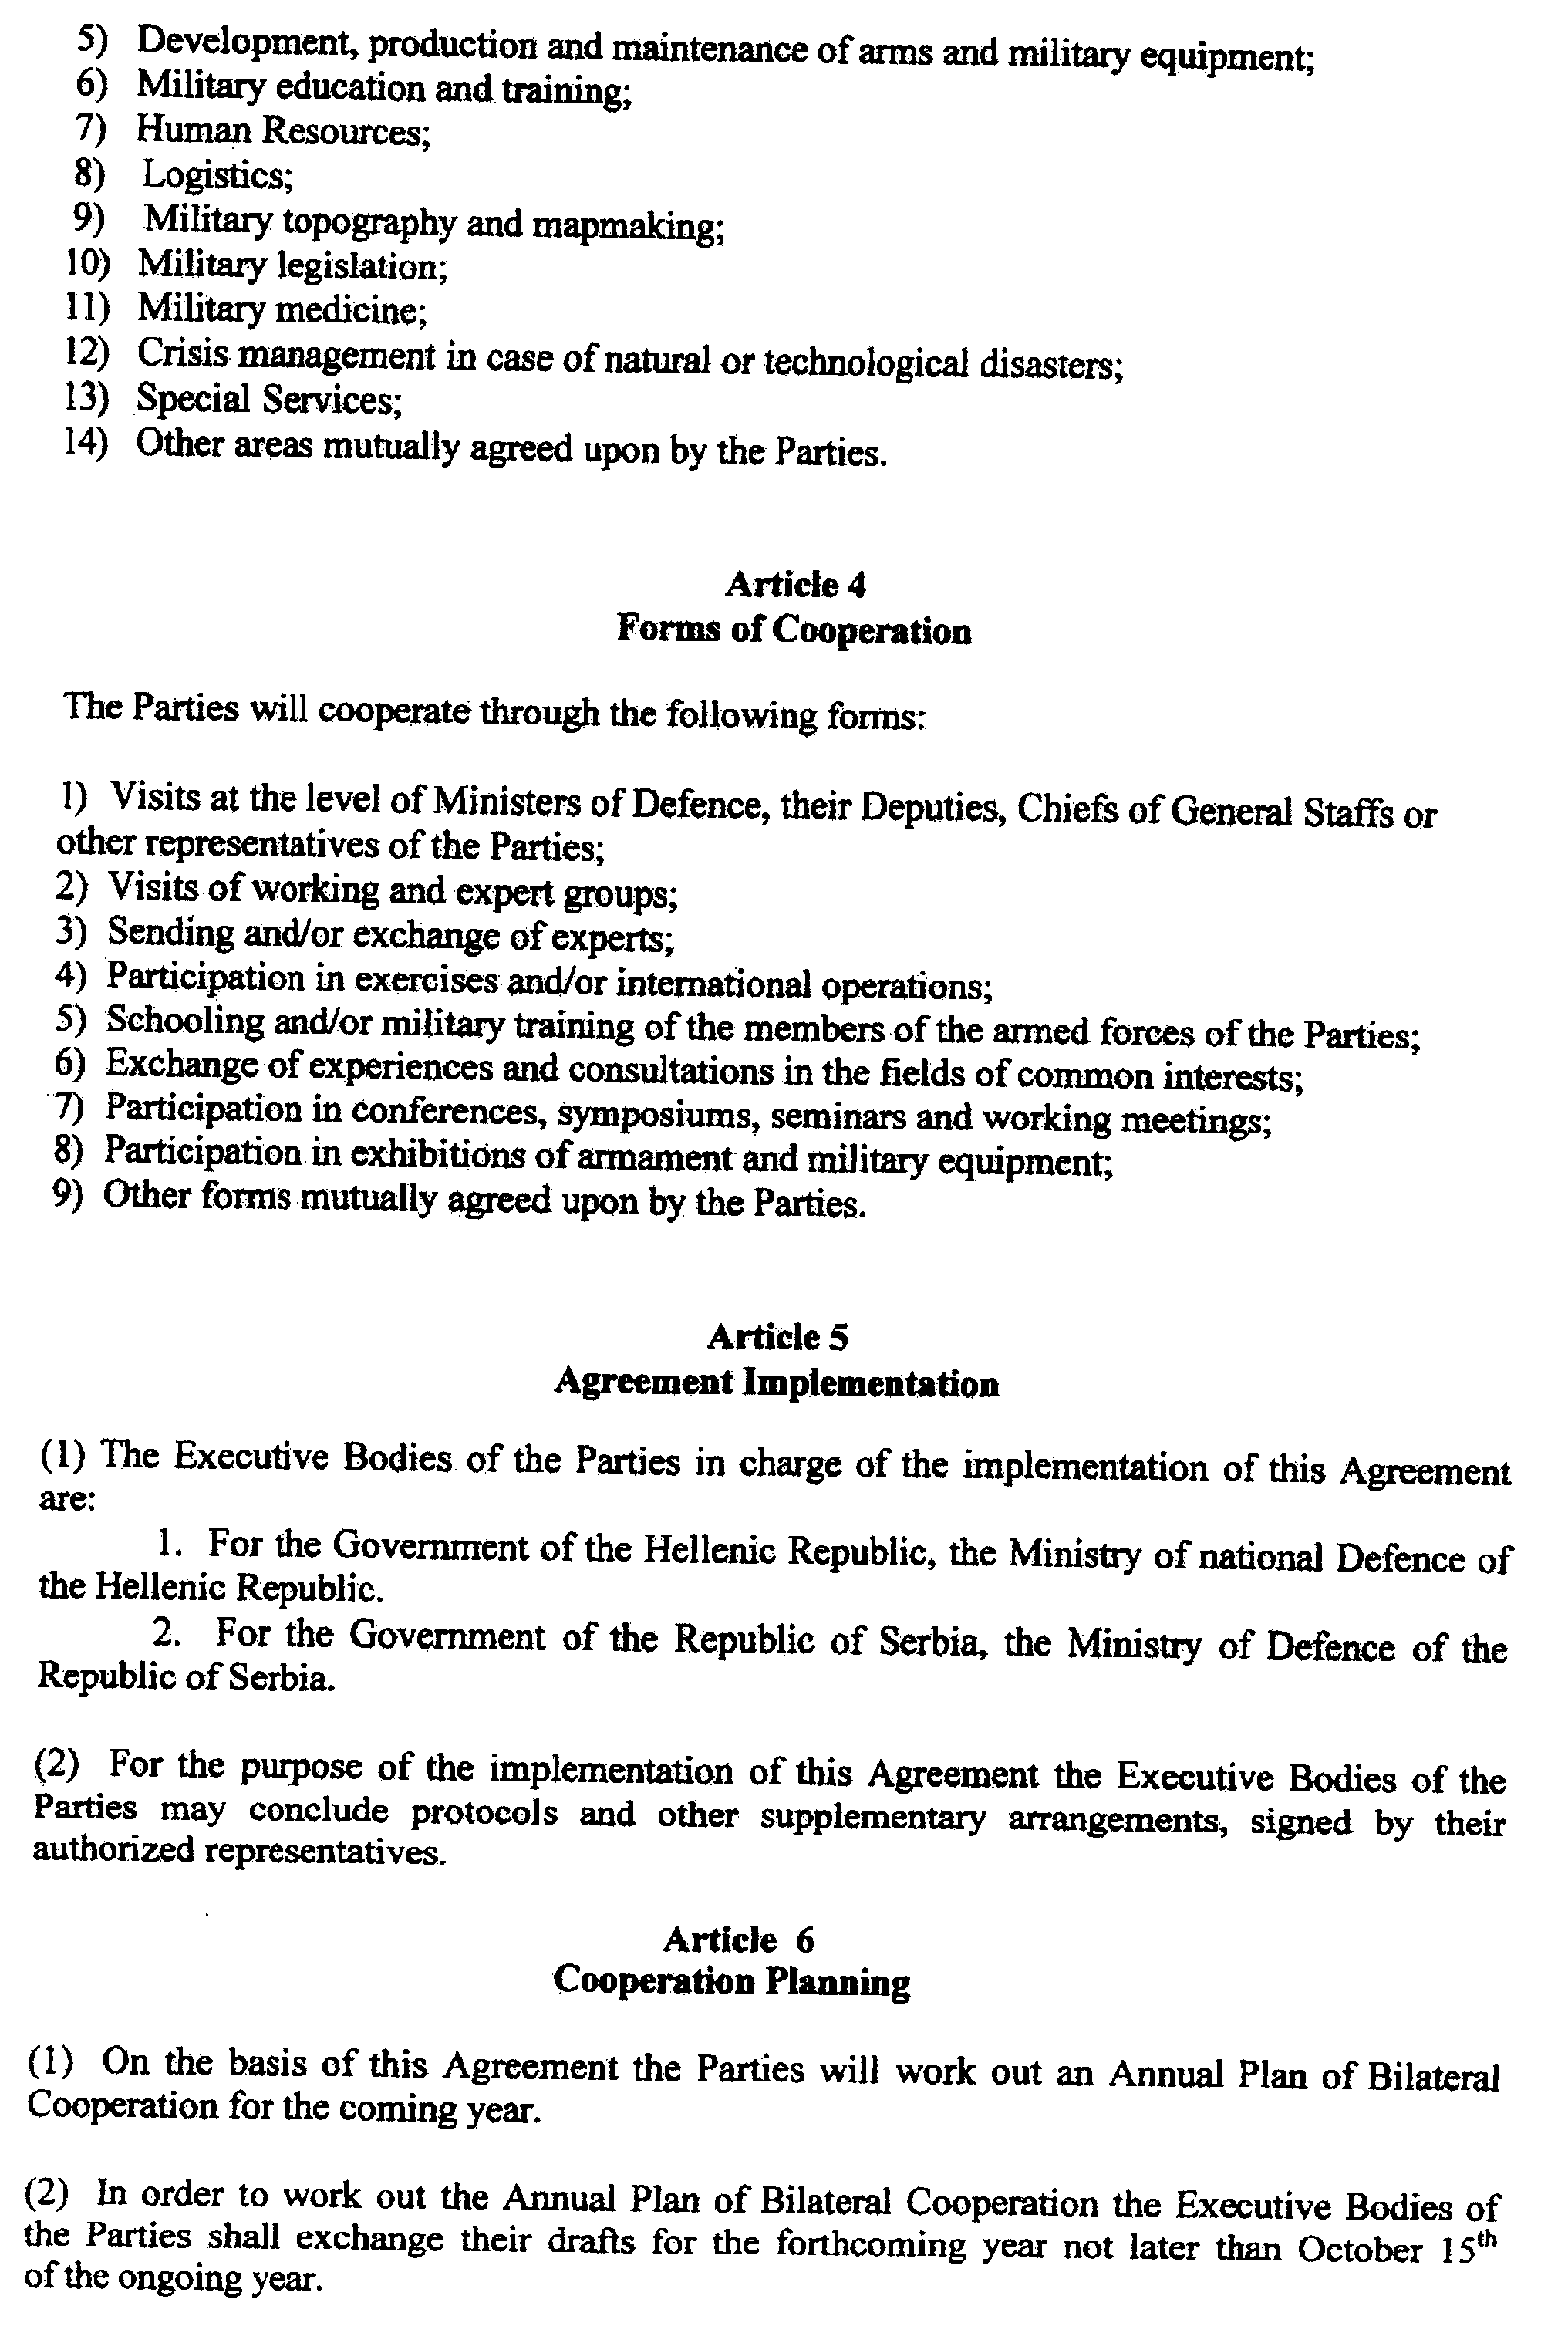 5) Development, production and maintenance of arms and military equipment;
6) Military education and training;
7) Human Resources;
8) Logistics;
9) Military topography and mapmaking;
10) Military legislation;
11) Military medicine;
12) Crisis management in case of natural or technological disasters;
13) Special Services;
14) Other areas mutually agreed upon by the Parties.
Article 4
Forms of Cooperation
The Parties will cooperate through the following forms:
1) Visits at the level of Ministers of Defence, their Deputies, Chiefs of General Staffs or
other representatives of the Parties;
2) Visits of working and expert groups;
3) Sending and/or exchange of experts;
4) Participation in exercises and/or international operations;
5) Schooling and/or military training of the members of the armed forces of the Parties;
6) Exchange of experiences and consultations in the fields of common interests;
7) Participation in conferences, symposiums, seminars and working meetings;
8) Participation in exhibitions of armament and military equipment;
9) Other forms mutually agreed upon by the Parties.
Article 5
Agreement Implementation
(1) The Executive Bodies of the Parties in charge of the implementation of this Agreement
are:
1. For the Government of the Hellenic Republic, the Ministry of national Defence of
the Hellenic Republic.
2. For the Government of the Republic of Serbia, the Ministry of Defence of the
Republic of Serbia.
(2) For the purpose of the implementation of this Agreement the Executive Bodies of the
Parties may conclude protocols and other supplementary arrangements, signed by their
authorized representatives.
Article 6
Cooperation Planning
(1) On the basis of this Agreement the Parties will work out an Annual Plan of Bilateral
Cooperation for the coming year.
(2) In order to work out the Annual Plan of Bilateral Cooperation the Executive Bodies of
the Parties shall exchange their drafts for the forthcoming year not later than October 15th
of the ongoing year.